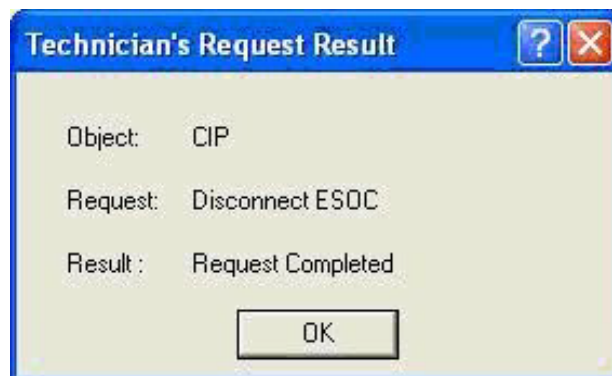 Technician's Request Result
Object: CIP
Request: Disconnect ESOC
Result : Request Completed
OK